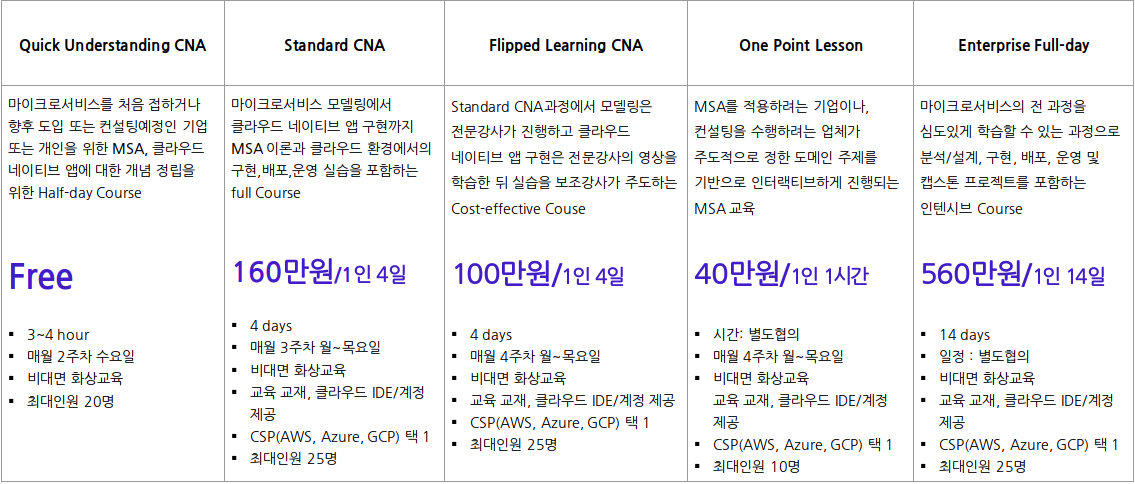 Quick Understanding CNA
Standard CNA
Flipped Learning CNA
One Point Lesson
Enterprise Full-day
마이크로서비스를 처음 접하거나
향후 도입 또는 컨설팅예정인 기업
또는 개인을 위한 MSA, 클라우드
네이티브 앱에 대한 개념 정립을
위한 Half-day Course
Free
▪ 3~4 hour
▪ 매월 2주차 수요일
▪ 비대면 화상교육
▪ 최대인원 20명
마이크로서비스 모델링에서
클라우드 네이티브 앱 구현까지
MSA 이론과 클라우드 환경에서의
구현,배포,운영 실습을 포함하는
full Course
160만원/1인 4일
▪ 4 days
▪ 매월 3주차 월~목요일
▪ 비대면 화상교육
▪ 교육 교재, 클라우드 IDE/계정
제공
▪ CSP(AWS, Azure, GCP) 택 1
▪ 최대인원 25명
Standard CNA과정에서 모델링은
전문강사가 진행하고 클라우드
네이티브 앱 구현은 전문강사의 영상을
학습한 뒤 실습을 보조강사가 주도하는
Cost-effective Couse
100만원/1인 4일
▪ 4 days
▪ 매월 4주차 월~목요일
▪ 비대면 화상교육
▪ 교육 교재, 클라우드 IDE/계정 제공
▪ CSP(AWS, Azure, GCP) 택 1
▪ 최대인원 25명
MSA를 적용하려는 기업이나,
컨설팅을 수행하려는 업체가
주도적으로 정한 도메인 주제를
기반으로 인터랙티브하게 진행되는
MSA 교육
40만원/1인 1시간
▪ 시간: 별도협의
▪ 매월 4주차 월~목요일
▪ 비대면 화상교육
교육 교재, 클라우드 IDE/계정
제공
▪ CSP(AWS, Azure, GCP) 택 1
▪ 최대인원 10명
마이크로서비스의 전 과정을
심도있게 학습할 수 있는 과정으로
분석/설계, 구현, 배포, 운영 및
캡스톤 프로젝트를 포함하는
인텐시브 Course
560만원/1인 14일
▪ 14 days
▪ 일정 : 별도협의
▪ 비대면 화상교육
▪ 교육 교재, 클라우드 IDE/계정
제공
▪ CSP(AWS, Azure, GCP) 택 1
▪ 최대인원 25명